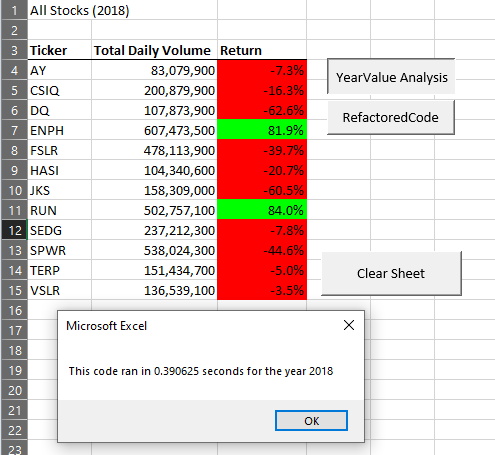 1 All Stocks (2018)
2
3 Ticker Total Daily Volume Return
4 AY 83,079,900 -7.3%
YearValue Analysis
5 CSIQ 200,879,900 -16.3%
6 DQ 107,873,900 -62.6%
RefactoredCode
7 ENPH 607,473,500 81.9%
8 FSLR 478,113,900 -39.7%
9 HASI 104,340,600 -20.7%
10 JKS 158,309,000 -60.5%
11 RUN 502,757,100 84.0%
12 SEDG 237,212,300 -7.8%
13 SPWR 538,024,300 -44.6%
14 TERP 151,434,700 -5.0%
Clear Sheet
15 VSLR 136,539,100 -3.5%
16
17
Microsoft Excel
18
19
This code ran in 0.390625 seconds for the year 2018
20
21
OK
22
23